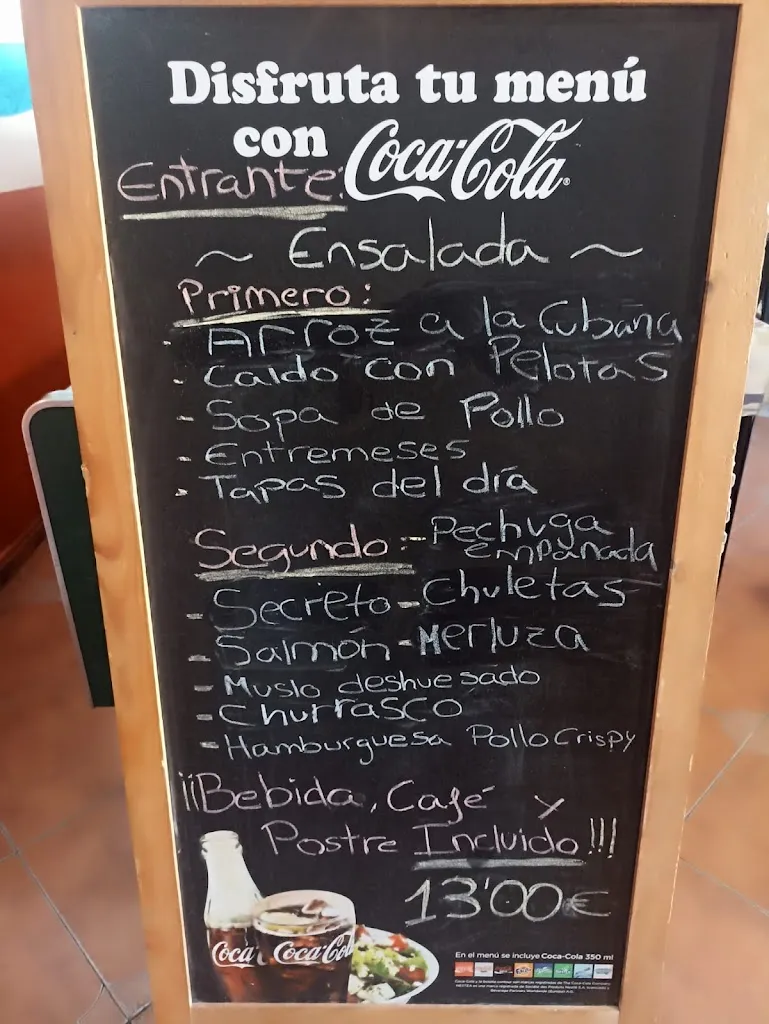 Disfruta tu menú
con Coca-Cola
Entrante:
~ Ensalada ~
Primero:
- Arroz a la Cubana
- Caldo con Pelotas
- Sopa de Pollo
- Entremeses
- Tapas del día
Segundo:
- Pechuga empanada
- Secreto - Chuletas
- Salmón - Merluza
- Muslo deshuesado
- Churrasco
- Hamburguesa Pollo Crispy
¡¡Bebida, Café y
Postre Incluido!!!
13'00€
Coca Coca-Cola
En el menú se incluye Coca-Cola 350 ml